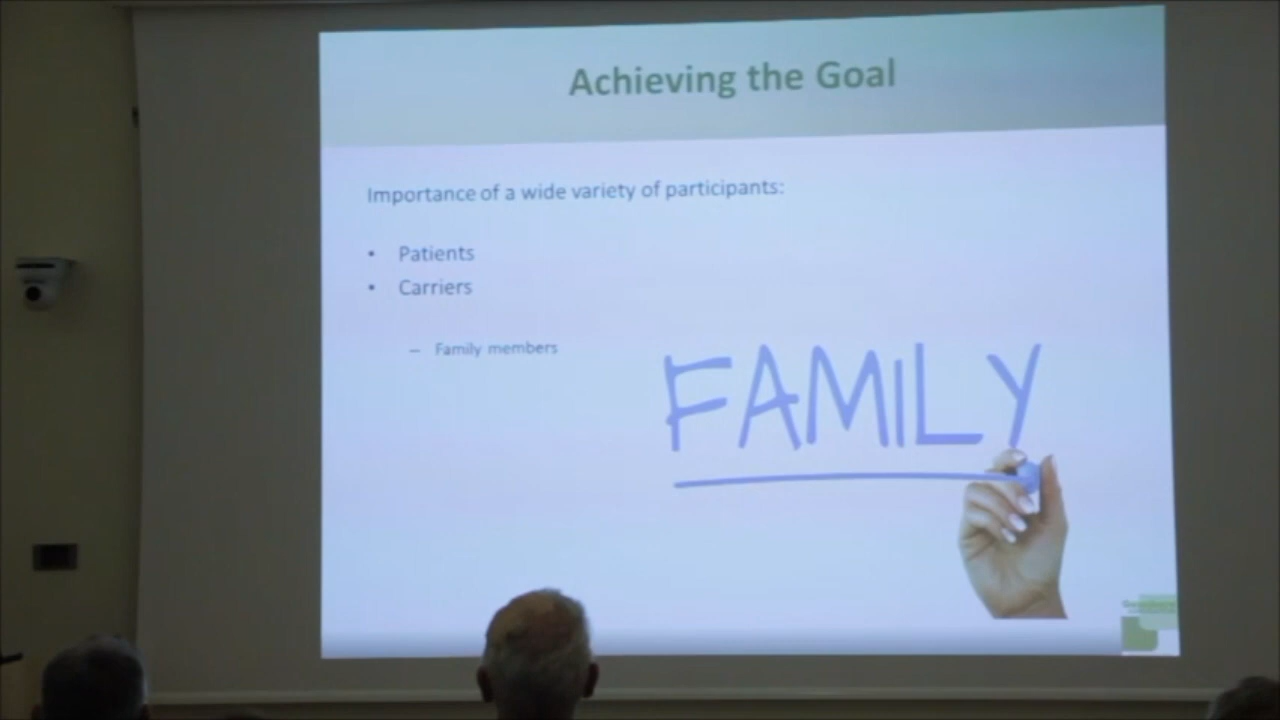 Achieving the Goal
Importance of a wide variety of participants:
• Patients
• Carriers
– Family members
FAMILY